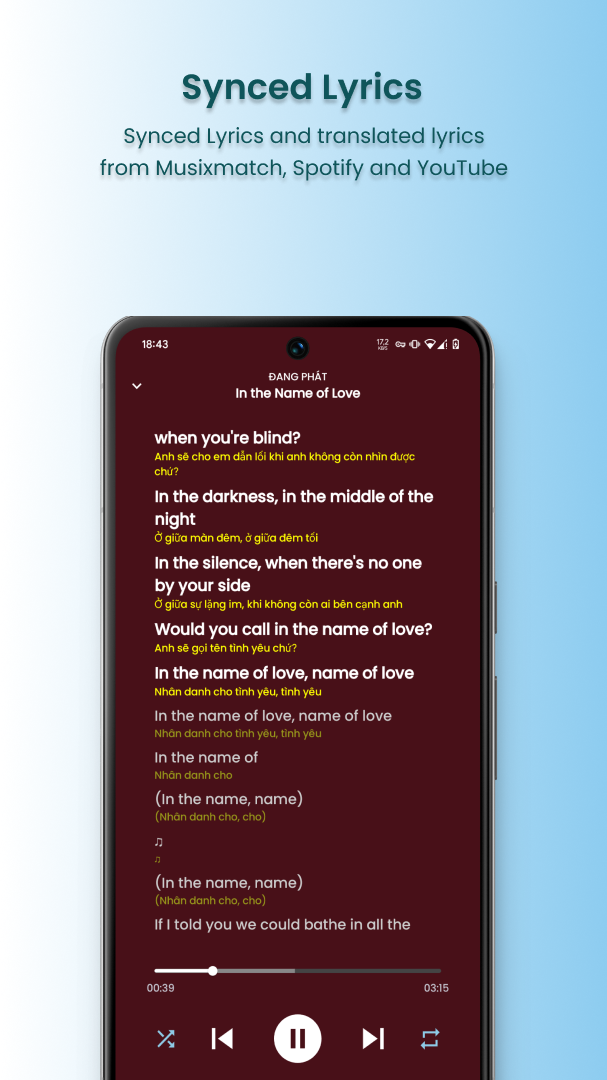 Synced Lyrics
Synced Lyrics and translated lyrics
from Musixmatch, Spotify and YouTube
18:43
17,2
KB/S
ĐANG PHÁT
In the Name of Love
when you're blind?
Anh sẽ cho em dẫn lối khi anh không còn nhìn được
chứ?
In the darkness, in the middle of the
night
Ở giữa màn đêm, ở giữa đêm tối
In the silence, when there's no one
by your side
Ở giữa sự lặng im, khi không còn ai bên cạnh anh
Would you call in the name of love?
Anh sẽ gọi tên tình yêu chứ?
In the name of love, name of love
Nhân danh cho tình yêu, tình yêu
In the name of love, name of love
Nhân danh cho tình yêu, tình yêu
In the name of
Nhân danh cho
(In the name, name)
(Nhân danh cho, cho)
♫
♫
(In the name, name)
(Nhân danh cho, cho)
If I told you we could bathe in all the
00:39
03:15